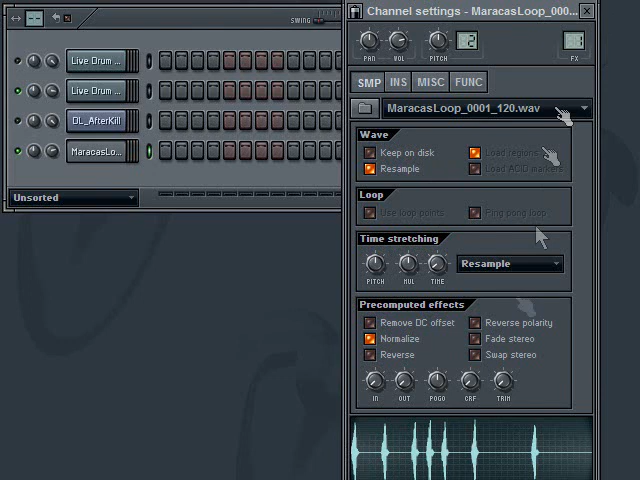 SWING
Live Drum ...
Live Drum ...
DL_AfterKill
MaracasLo...
Unsorted
Channel settings - MaracasLoop_000...
PAN VOL PITCH FX
SMP INS MISC FUNC
MaracasLoop_0001_120.wav
Wave
Keep on disk Load regions
Resample Load ACID markers
Loop
Use loop points Ping pong loop
Time stretching
Resample
PITCH MUL TIME
Precomputed effects
Remove DC offset Reverse polarity
Normalize Fade stereo
Reverse Swap stereo
IN OUT POGO CRF TRIM